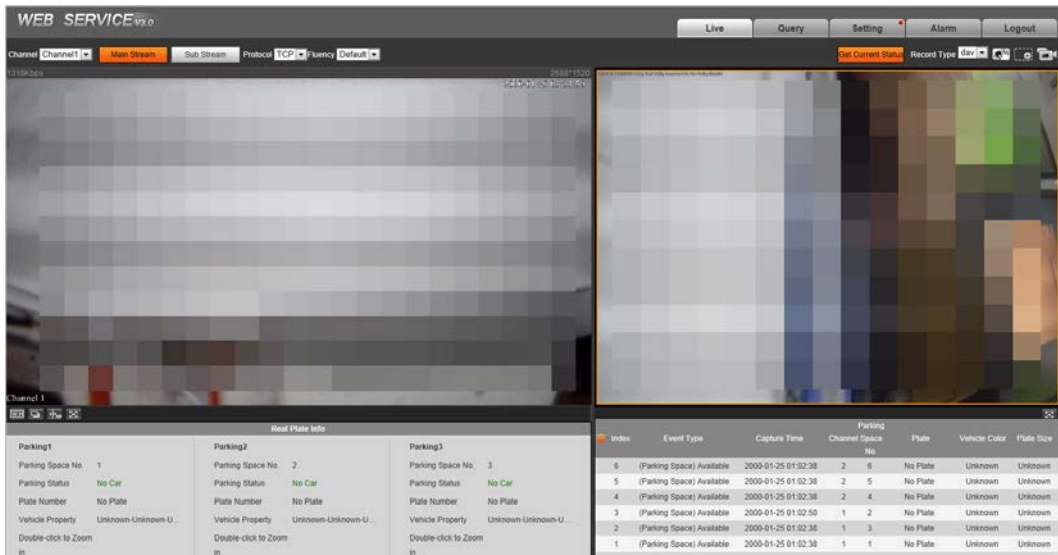 WEB SERVICE V3.0
Live Query Setting Alarm Logout
Channel Channel1 Main Stream Sub Stream Protocol TCP Fluency Default Get Current Status Record Type dav
1319Kbps 2688*1520
Channel 1
Real Plate Info
Parking1 Parking2 Parking3
Parking Space No. 1 Parking Space No. 2 Parking Space No. 3
Parking Status No Car Parking Status No Car Parking Status No Car
Plate Number No Plate Plate Number No Plate Plate Number No Plate
Vehicle Property Unknown-Unknown-U... Vehicle Property Unknown-Unknown-U... Vehicle Property Unknown-Unknown-U...
Double-click to Zoom Double-click to Zoom Double-click to Zoom
in in in
Index Event Type Capture Time Channel Parking Space No. Plate Vehicle Color Plate Size
6 (Parking Space) Available 2000-01-25 01:02:38 2 6 No Plate Unknown Unknown
5 (Parking Space) Available 2000-01-25 01:02:38 2 5 No Plate Unknown Unknown
4 (Parking Space) Available 2000-01-25 01:02:38 2 4 No Plate Unknown Unknown
3 (Parking Space) Available 2000-01-25 01:02:50 1 2 No Plate Unknown Unknown
2 (Parking Space) Available 2000-01-25 01:02:38 1 3 No Plate Unknown Unknown
1 (Parking Space) Available 2000-01-25 01:02:38 1 1 No Plate Unknown Unknown